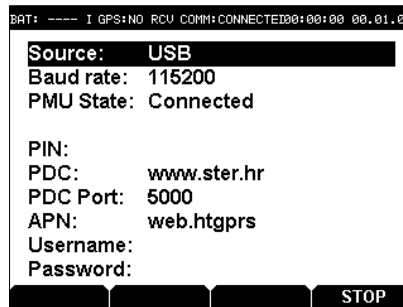 BAT: ---- I GPS:NO RCV COMM:CONNECTED00:00:00 00.01.0
Source: USB
Baud rate: 115200
PMU State: Connected
PIN:
PDC: www.ster.hr
PDC Port: 5000
APN: web.htgprs
Username:
Password:
STOP